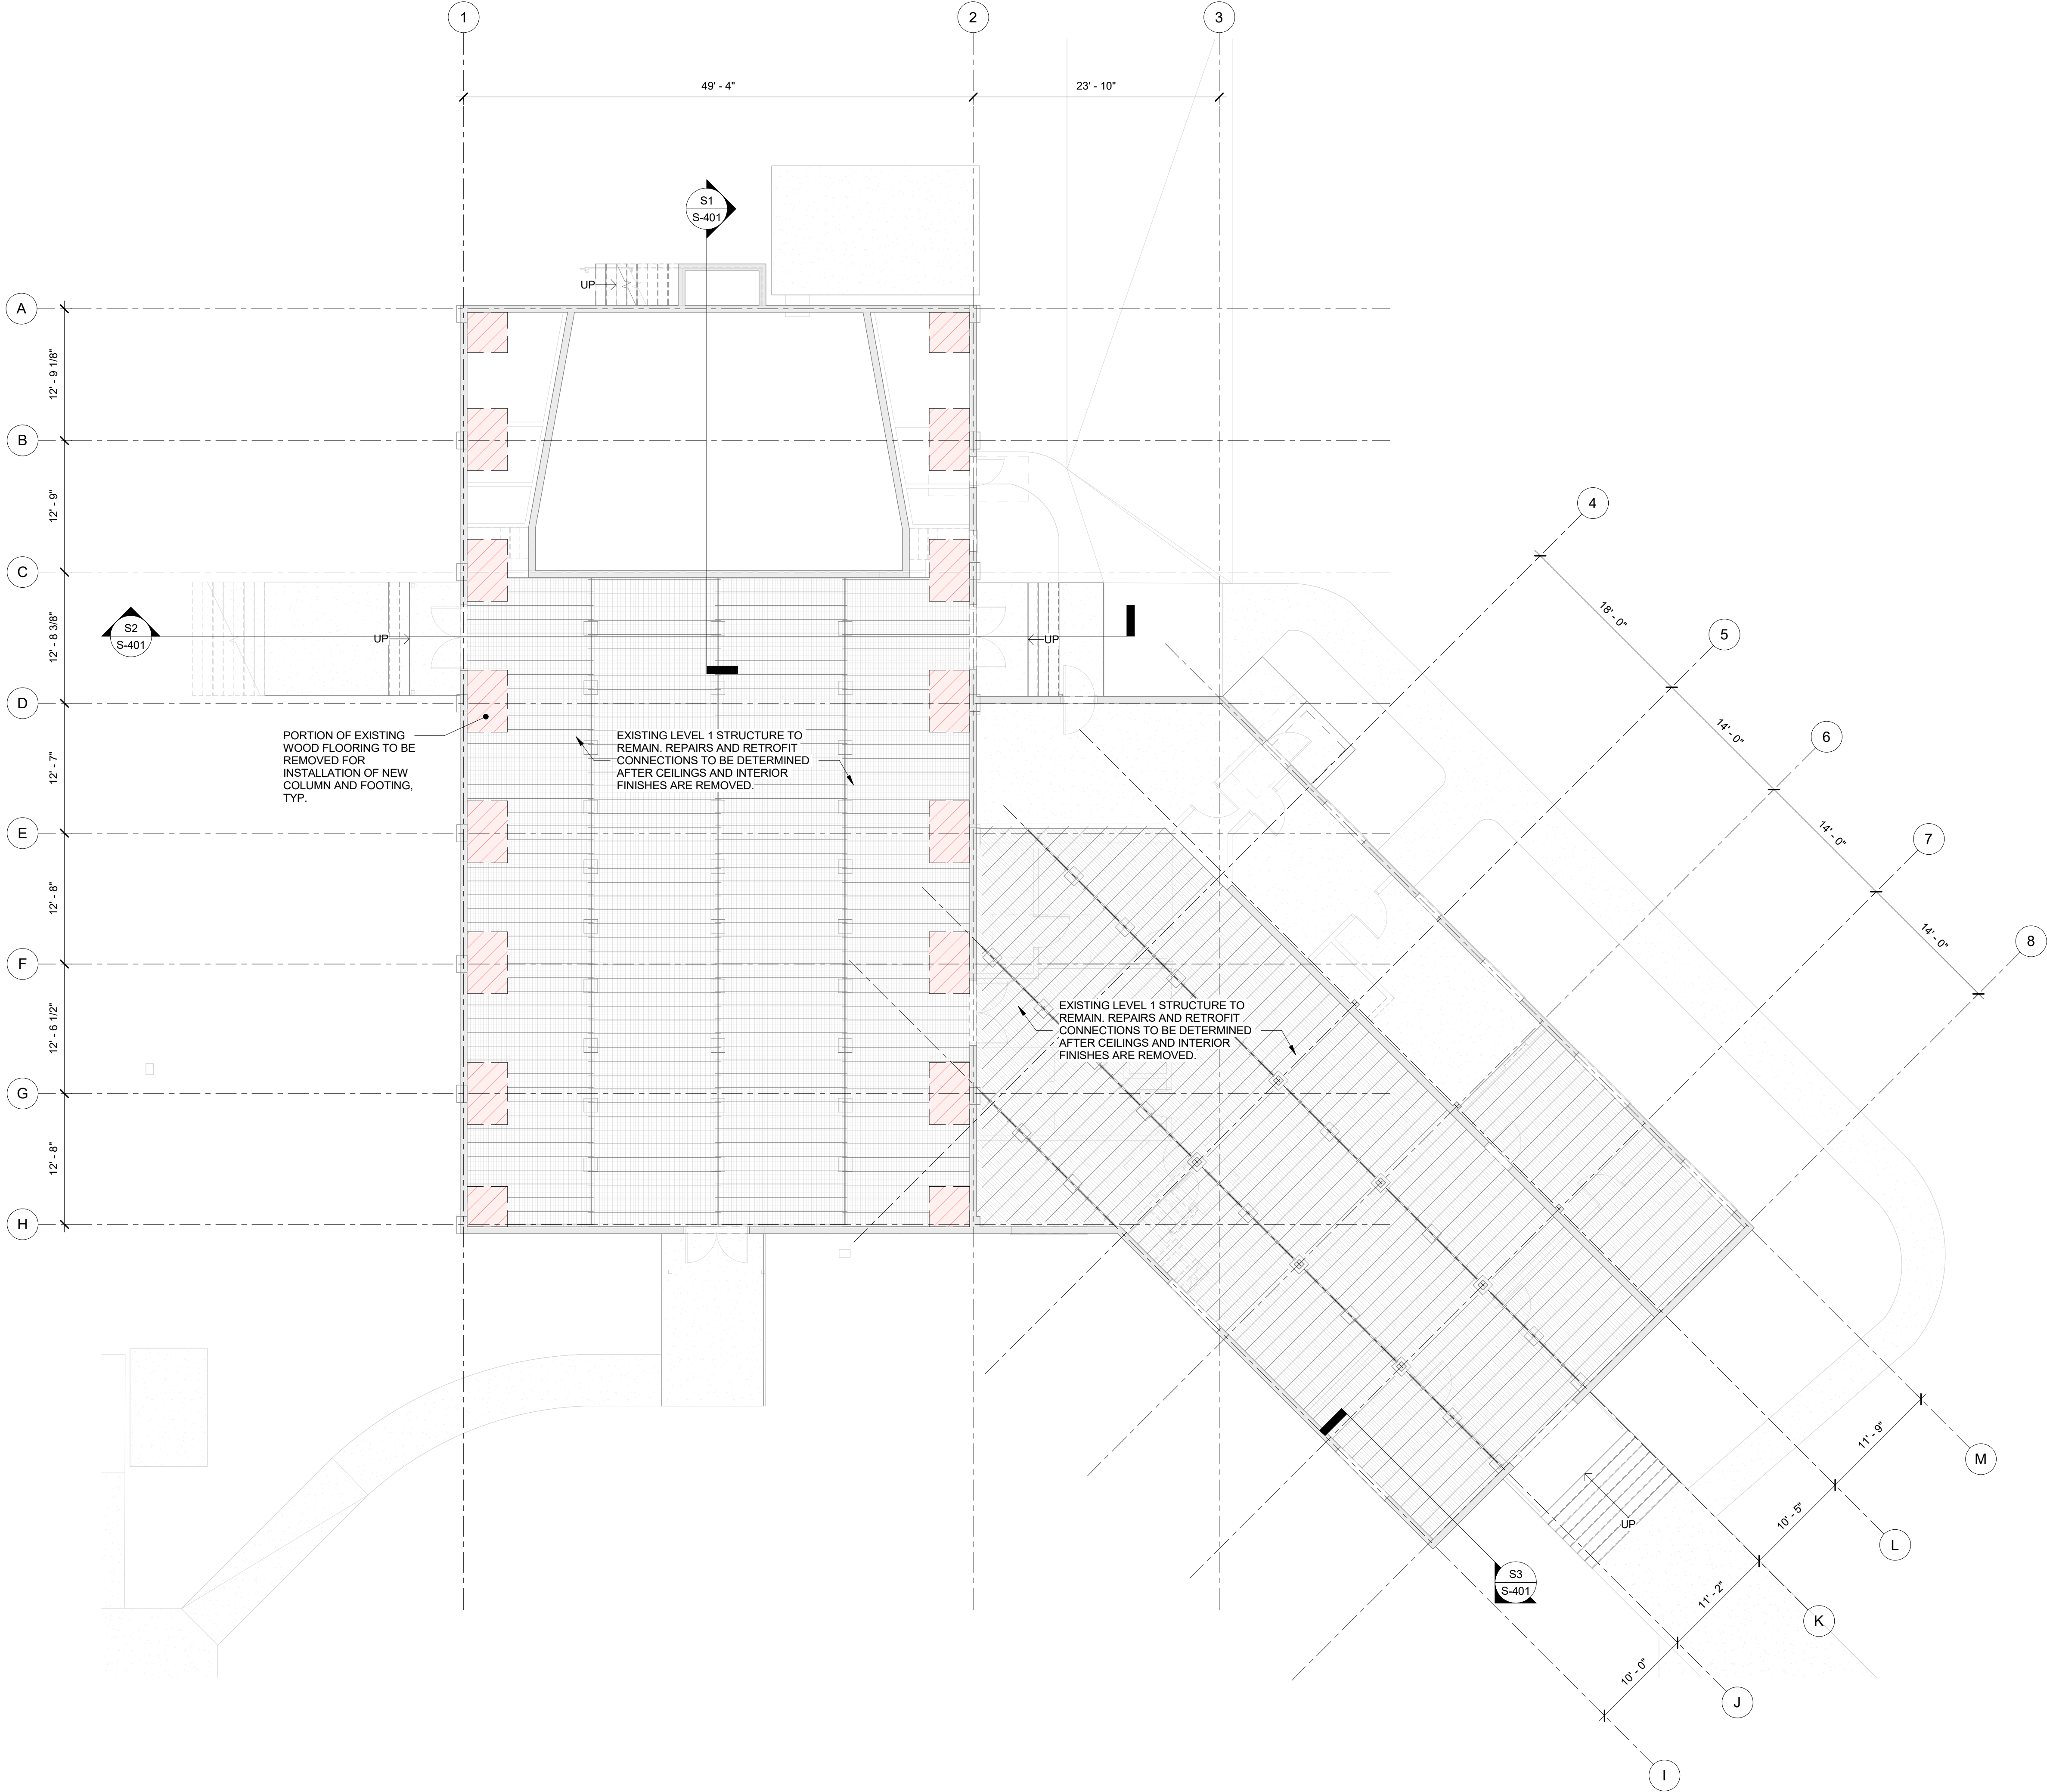 1
2
3
49' - 4"
23' - 10"
S1
S-401
UP
A
12' - 9 1/8"
B
12' - 9"
C
12' - 8 3/8"
S2
S-401
UP
UP
D
12' - 7"
E
12' - 8"
F
12' - 6 1/2"
G
12' - 8"
H
PORTION OF EXISTING
WOOD FLOORING TO BE
REMOVED FOR
INSTALLATION OF NEW
COLUMN AND FOOTING,
TYP.
EXISTING LEVEL 1 STRUCTURE TO
REMAIN. REPAIRS AND RETROFIT
CONNECTIONS TO BE DETERMINED
AFTER CEILINGS AND INTERIOR
FINISHES ARE REMOVED.
EXISTING LEVEL 1 STRUCTURE TO
REMAIN. REPAIRS AND RETROFIT
CONNECTIONS TO BE DETERMINED
AFTER CEILINGS AND INTERIOR
FINISHES ARE REMOVED.
4
18' - 0"
5
14' - 0"
6
14' - 0"
7
14' - 0"
8
M
11' - 9"
L
10' - 5"
K
11' - 2"
J
10' - 0"
I
UP
S3
S-401